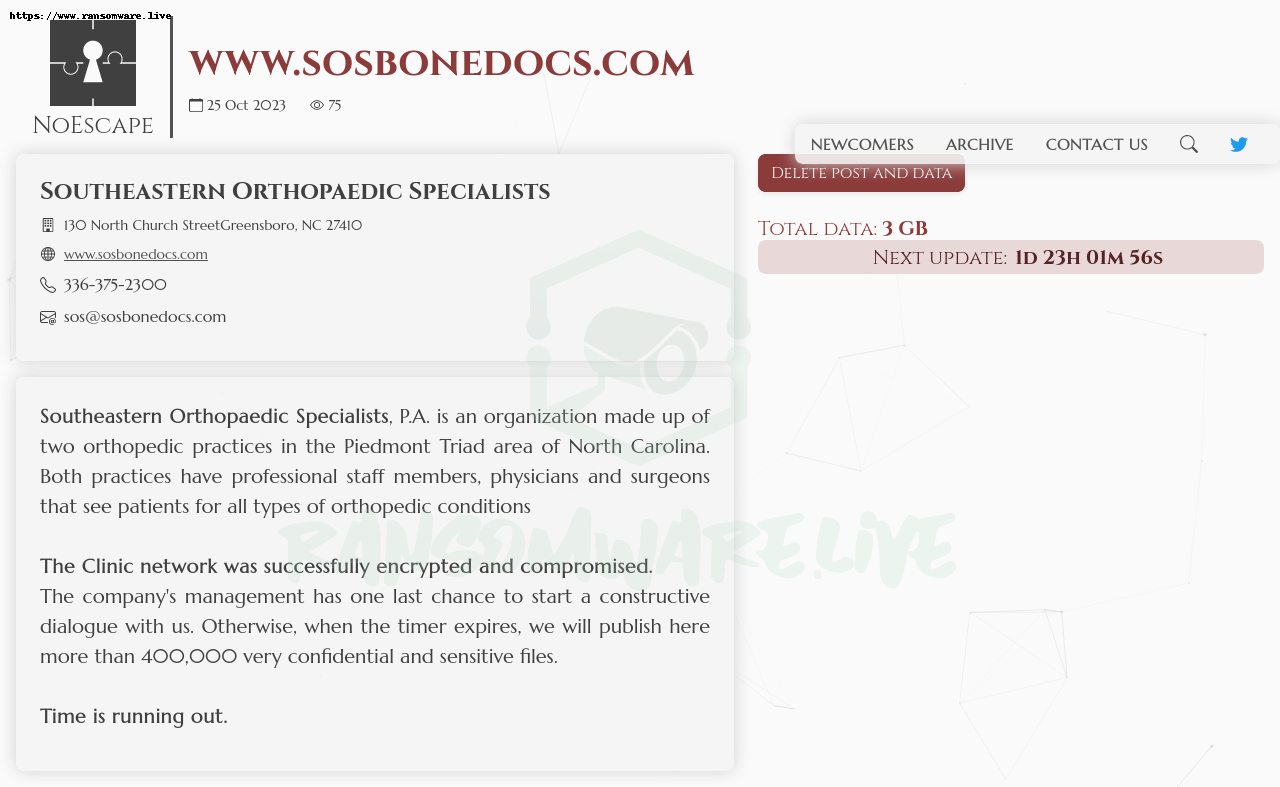 https://www.ransomware.live
NoEscape
www.sosbonedocs.com
25 Oct 2023 75
NEWCOMERS ARCHIVE CONTACT US
Delete post and data
Total data: 3 GB
Next update: 1d 23h 01m 56s
Southeastern Orthopaedic Specialists
130 North Church StreetGreensboro, NC 27410
www.sosbonedocs.com
336-375-2300
sos@sosbonedocs.com
Southeastern Orthopaedic Specialists, P.A. is an organization made up of
two orthopedic practices in the Piedmont Triad area of North Carolina.
Both practices have professional staff members, physicians and surgeons
that see patients for all types of orthopedic conditions
The Clinic network was successfully encrypted and compromised.
The company's management has one last chance to start a constructive
dialogue with us. Otherwise, when the timer expires, we will publish here
more than 400,000 very confidential and sensitive files.
Time is running out.
RANSOMWARE.LIVE